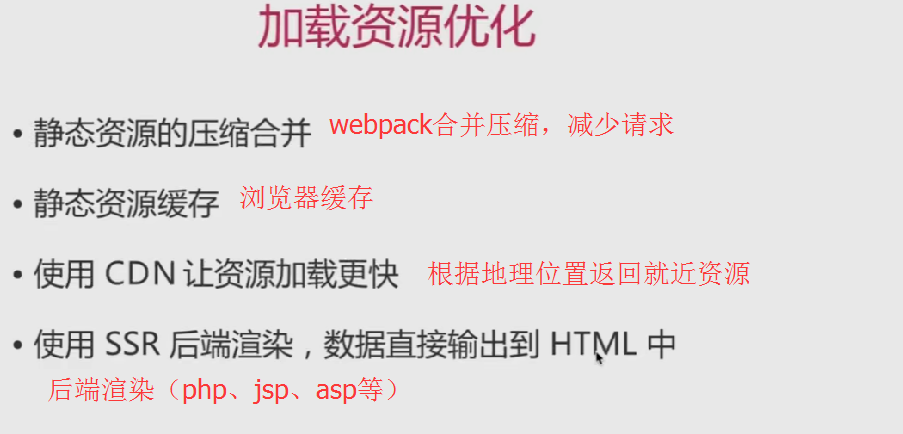 加载资源优化
• 静态资源的压缩合并 webpack合并压缩，减少请求
• 静态资源缓存 浏览器缓存
• 使用 CDN 让资源加载更快 根据地理位置返回就近资源
• 使用 SSR 后端渲染，数据直接输出到 HTML 中
后端渲染（php、jsp、asp等）